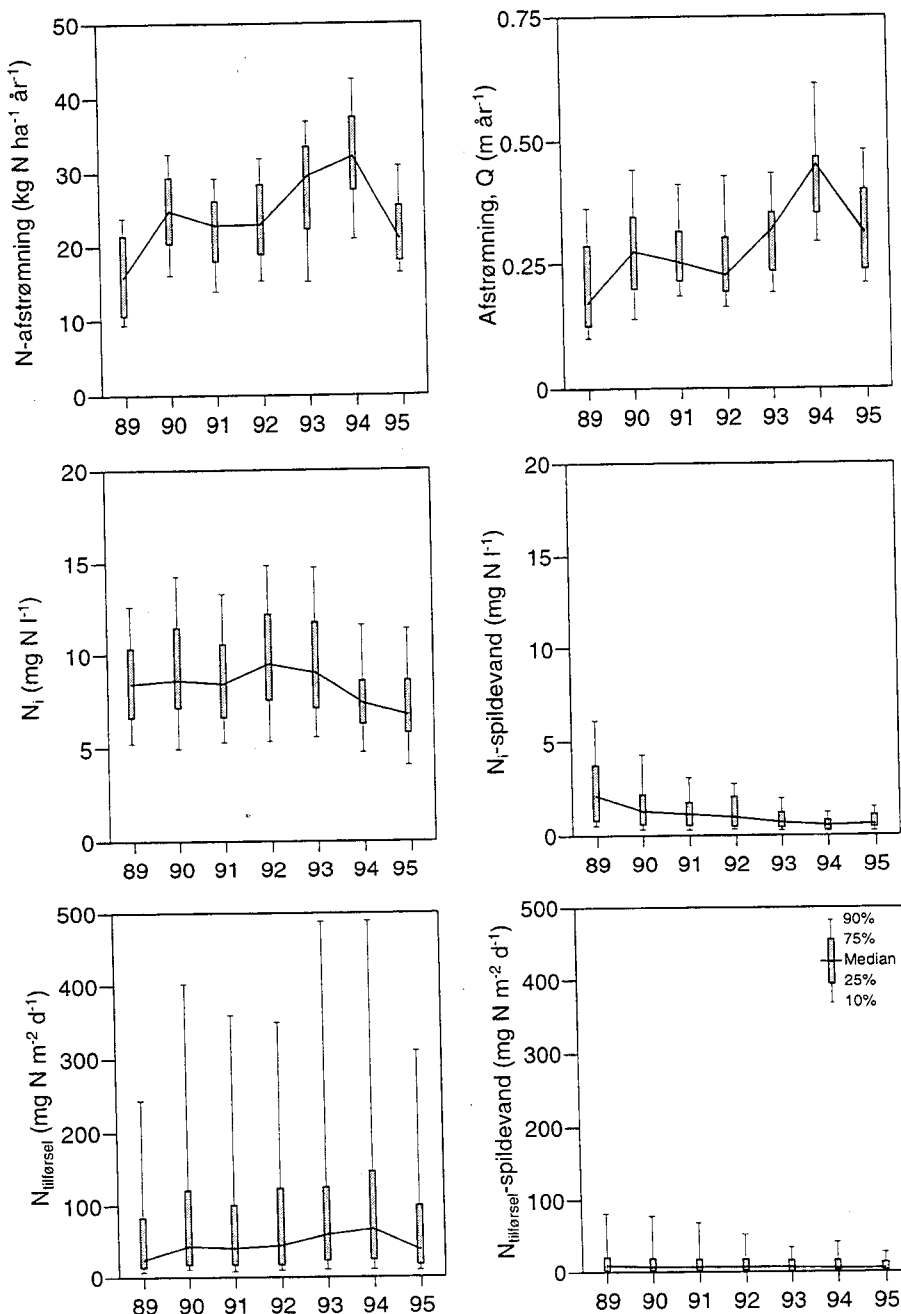 N-afstrømning (kg N ha⁻¹ år⁻¹)
50
40
30
20
10
0
89 90 91 92 93 94 95
Afstrømning, Q (m år⁻¹)
0.75
0.50
0.25
0
89 90 91 92 93 94 95
Nᵢ (mg N l⁻¹)
20
15
10
5
0
89 90 91 92 93 94 95
Nᵢ-spildevand (mg N l⁻¹)
20
15
10
5
0
89 90 91 92 93 94 95
N tilførsel (mg N m⁻² d⁻¹)
500
400
300
200
100
0
89 90 91 92 93 94 95
N tilførsel-spildevand (mg N m⁻² d⁻¹)
500
400
300
200
100
0
90%
75%
Median
25%
10%
89 90 91 92 93 94 95